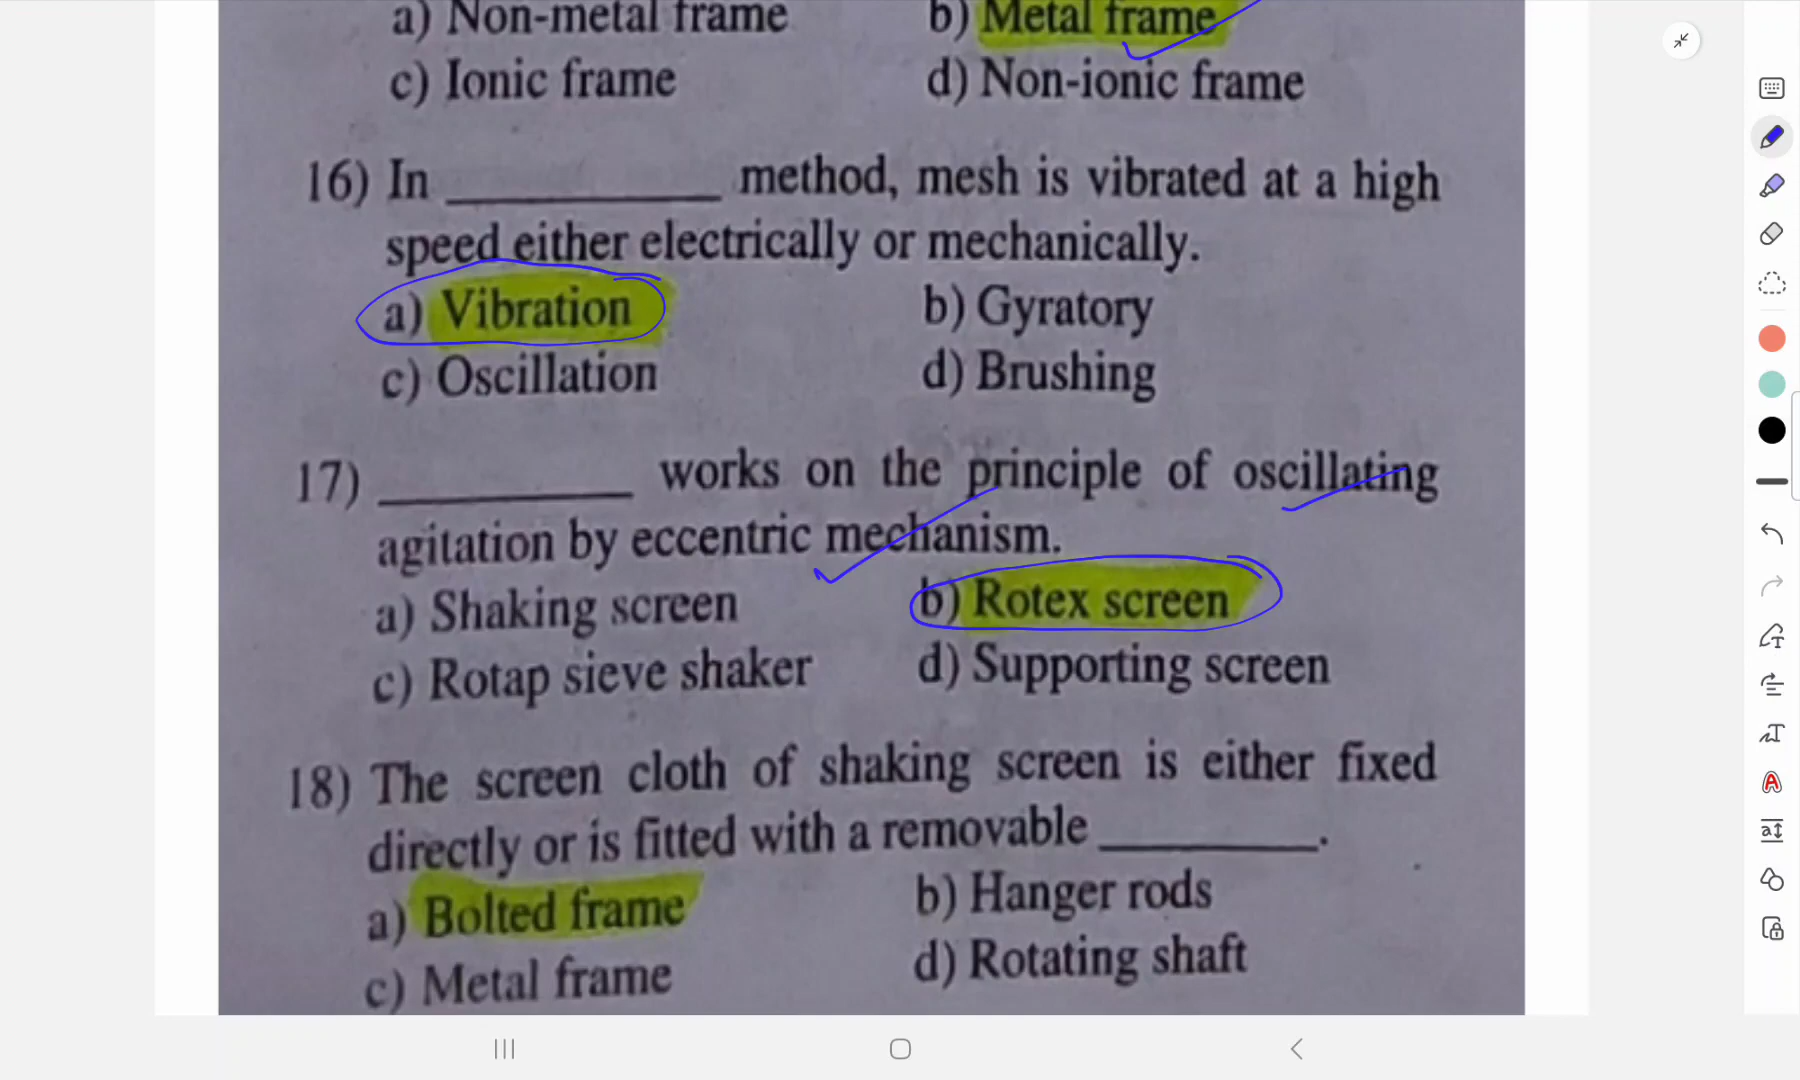 a) Non-metal frame b) Metal frame
c) Ionic frame d) Non-ionic frame
16) In ____________ method, mesh is vibrated at a high
speed either electrically or mechanically.
a) Vibration b) Gyratory
c) Oscillation d) Brushing
17) ____________ works on the principle of oscillating
agitation by eccentric mechanism.
a) Shaking screen b) Rotex screen
c) Rotap sieve shaker d) Supporting screen
18) The screen cloth of shaking screen is either fixed
directly or is fitted with a removable __________.
a) Bolted frame b) Hanger rods
c) Metal frame d) Rotating shaft